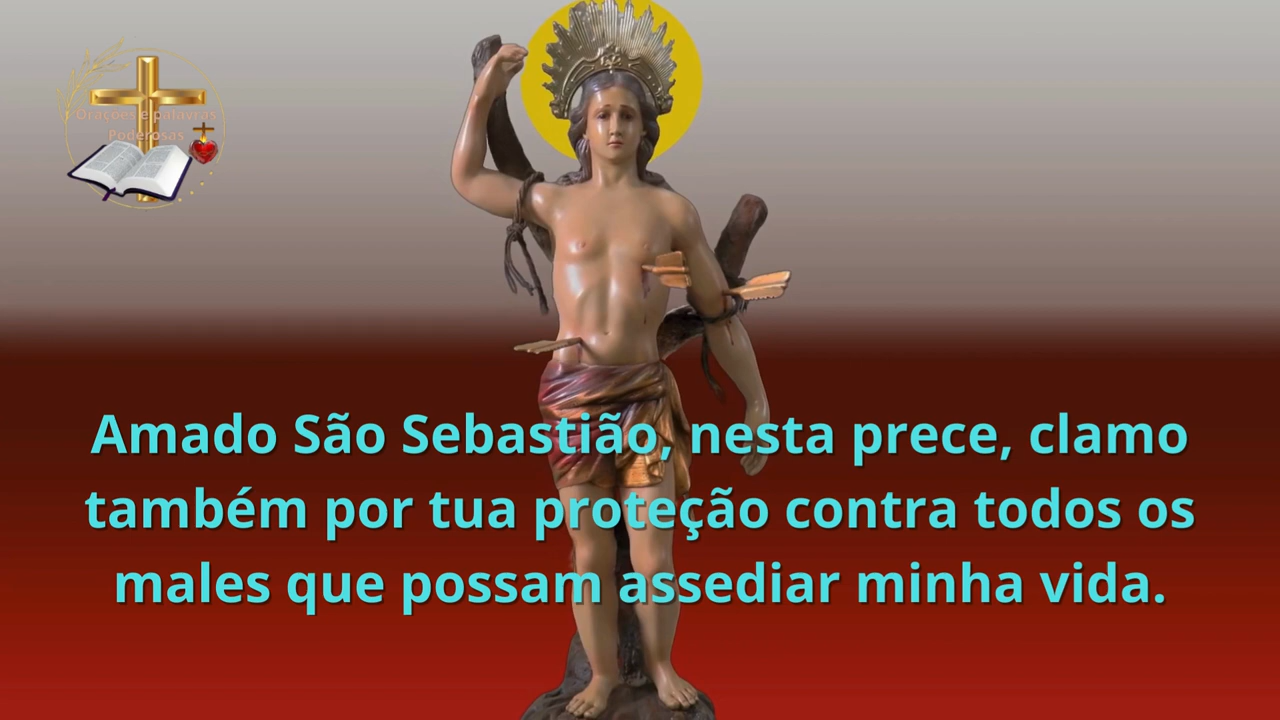 Orações e palavras
Poderosas
Amado São Sebastião, nesta prece, clamo
também por tua proteção contra todos os
males que possam assediar minha vida.